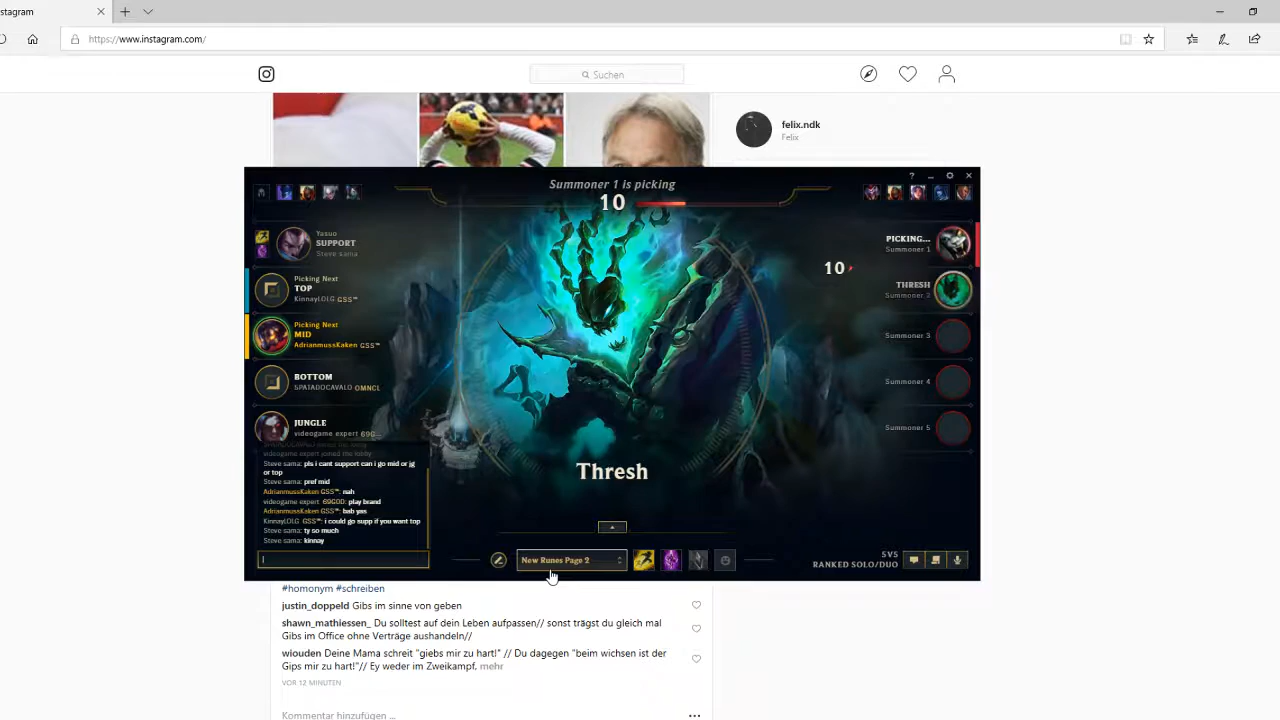 stagram
https://www.instagram.com/
Suchen
felix.ndk
Felix
Summoner 1 is picking
10
Yasuo
SUPPORT
Steve sama
Picking Next
TOP
KinnayLOLG GSS™
Picking Next
MID
AdrianmussKaken GSS™
BOTTOM
SPATADOCAVALO OMNCL
JUNGLE
videogame expert 69G...
PICKING...
Summoner 1
10
THRESH
Summoner 2
Summoner 3
Summoner 4
Summoner 5
videogame expert joined the lobby
Steve sama: pls i cant support can i go mid or jg
or top
Steve sama: pref mid
AdrianmussKaken GSS™: nah
videogame expert 69GOD: play brand
AdrianmussKaken GSS™: bab yas
KinnayLOLG GSS™: i could go supp if you want top
Steve sama: ty so much
Steve sama: kinnay
Thresh
New Runes Page 2
5V5
RANKED SOLO/DUO
#homonym #schreiben
justin_doppeld Gibs im sinne von geben
shawn_mathiessen_ Du solltest auf dein Leben aufpassen// sonst trägst du gleich mal
Gibs im Office ohne Verträge aushandeln//
wiouden Deine Mama schreit "giebs mir zu hart!" // Du dagegen "beim wichsen ist der
Gips mir zu hart!"// Ey weder im Zweikampf, mehr
VOR 12 MINUTEN
Kommentar hinzufügen ...